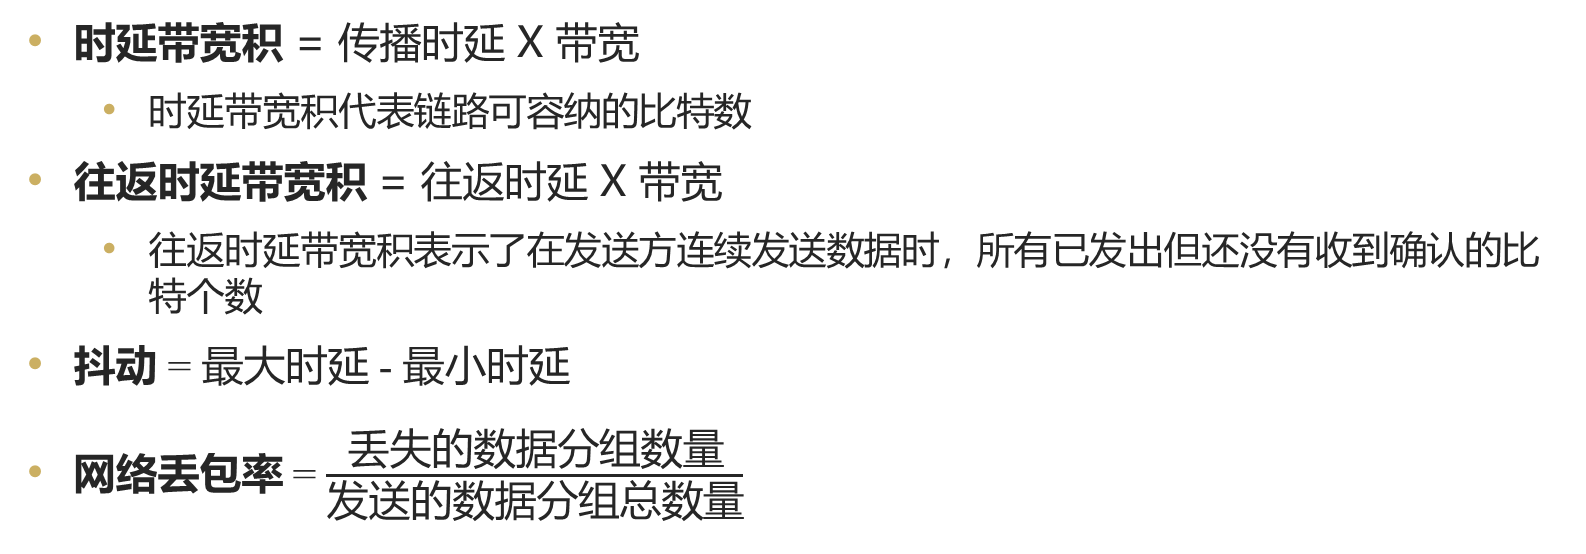 • 时延带宽积 = 传播时延 X 带宽
• 时延带宽积代表链路可容纳的比特数
• 往返时延带宽积 = 往返时延 X 带宽
• 往返时延带宽积表示了在发送方连续发送数据时，所有已发出但还没有收到确认的比
特个数
• 抖动 = 最大时延 - 最小时延
• 网络丢包率 = 丢失的数据分组数量
发送的数据分组总数量